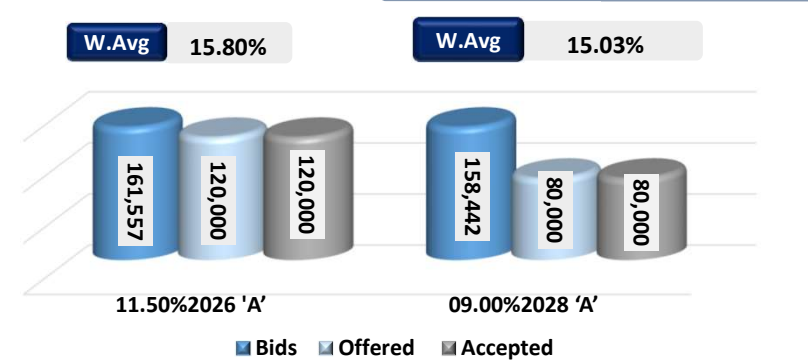 W.Avg 15.80%
W.Avg 15.03%
161,557
120,000
120,000
158,442
80,000
80,000
11.50%2026 'A’
09.00%2028 ‘A’
Bids Offered Accepted